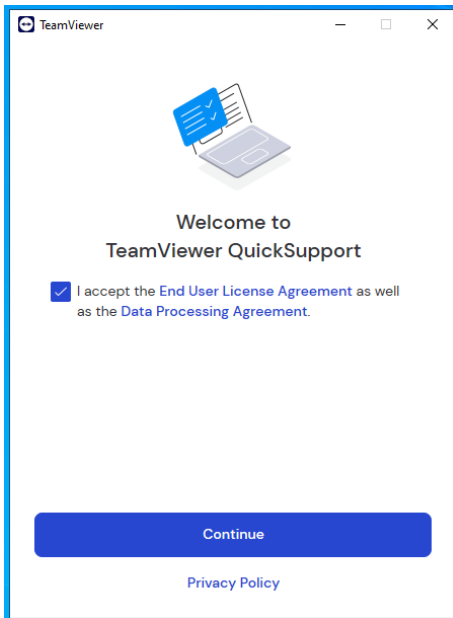 TeamViewer
Welcome to
TeamViewer QuickSupport
I accept the End User License Agreement as well
as the Data Processing Agreement.
Continue
Privacy Policy